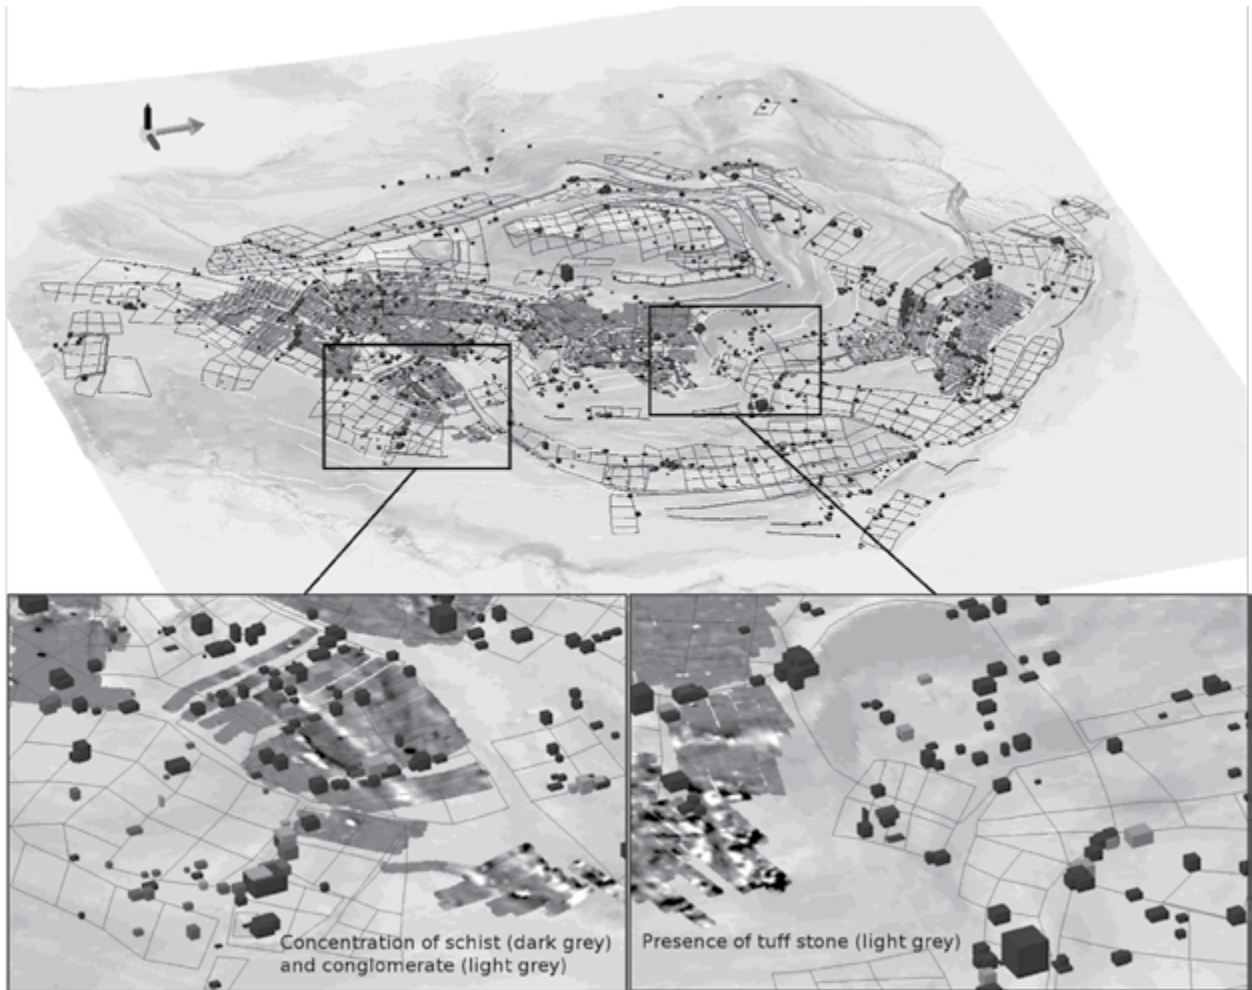 Concentration of schist (dark grey)
and conglomerate (light grey)
Presence of tuff stone (light grey)